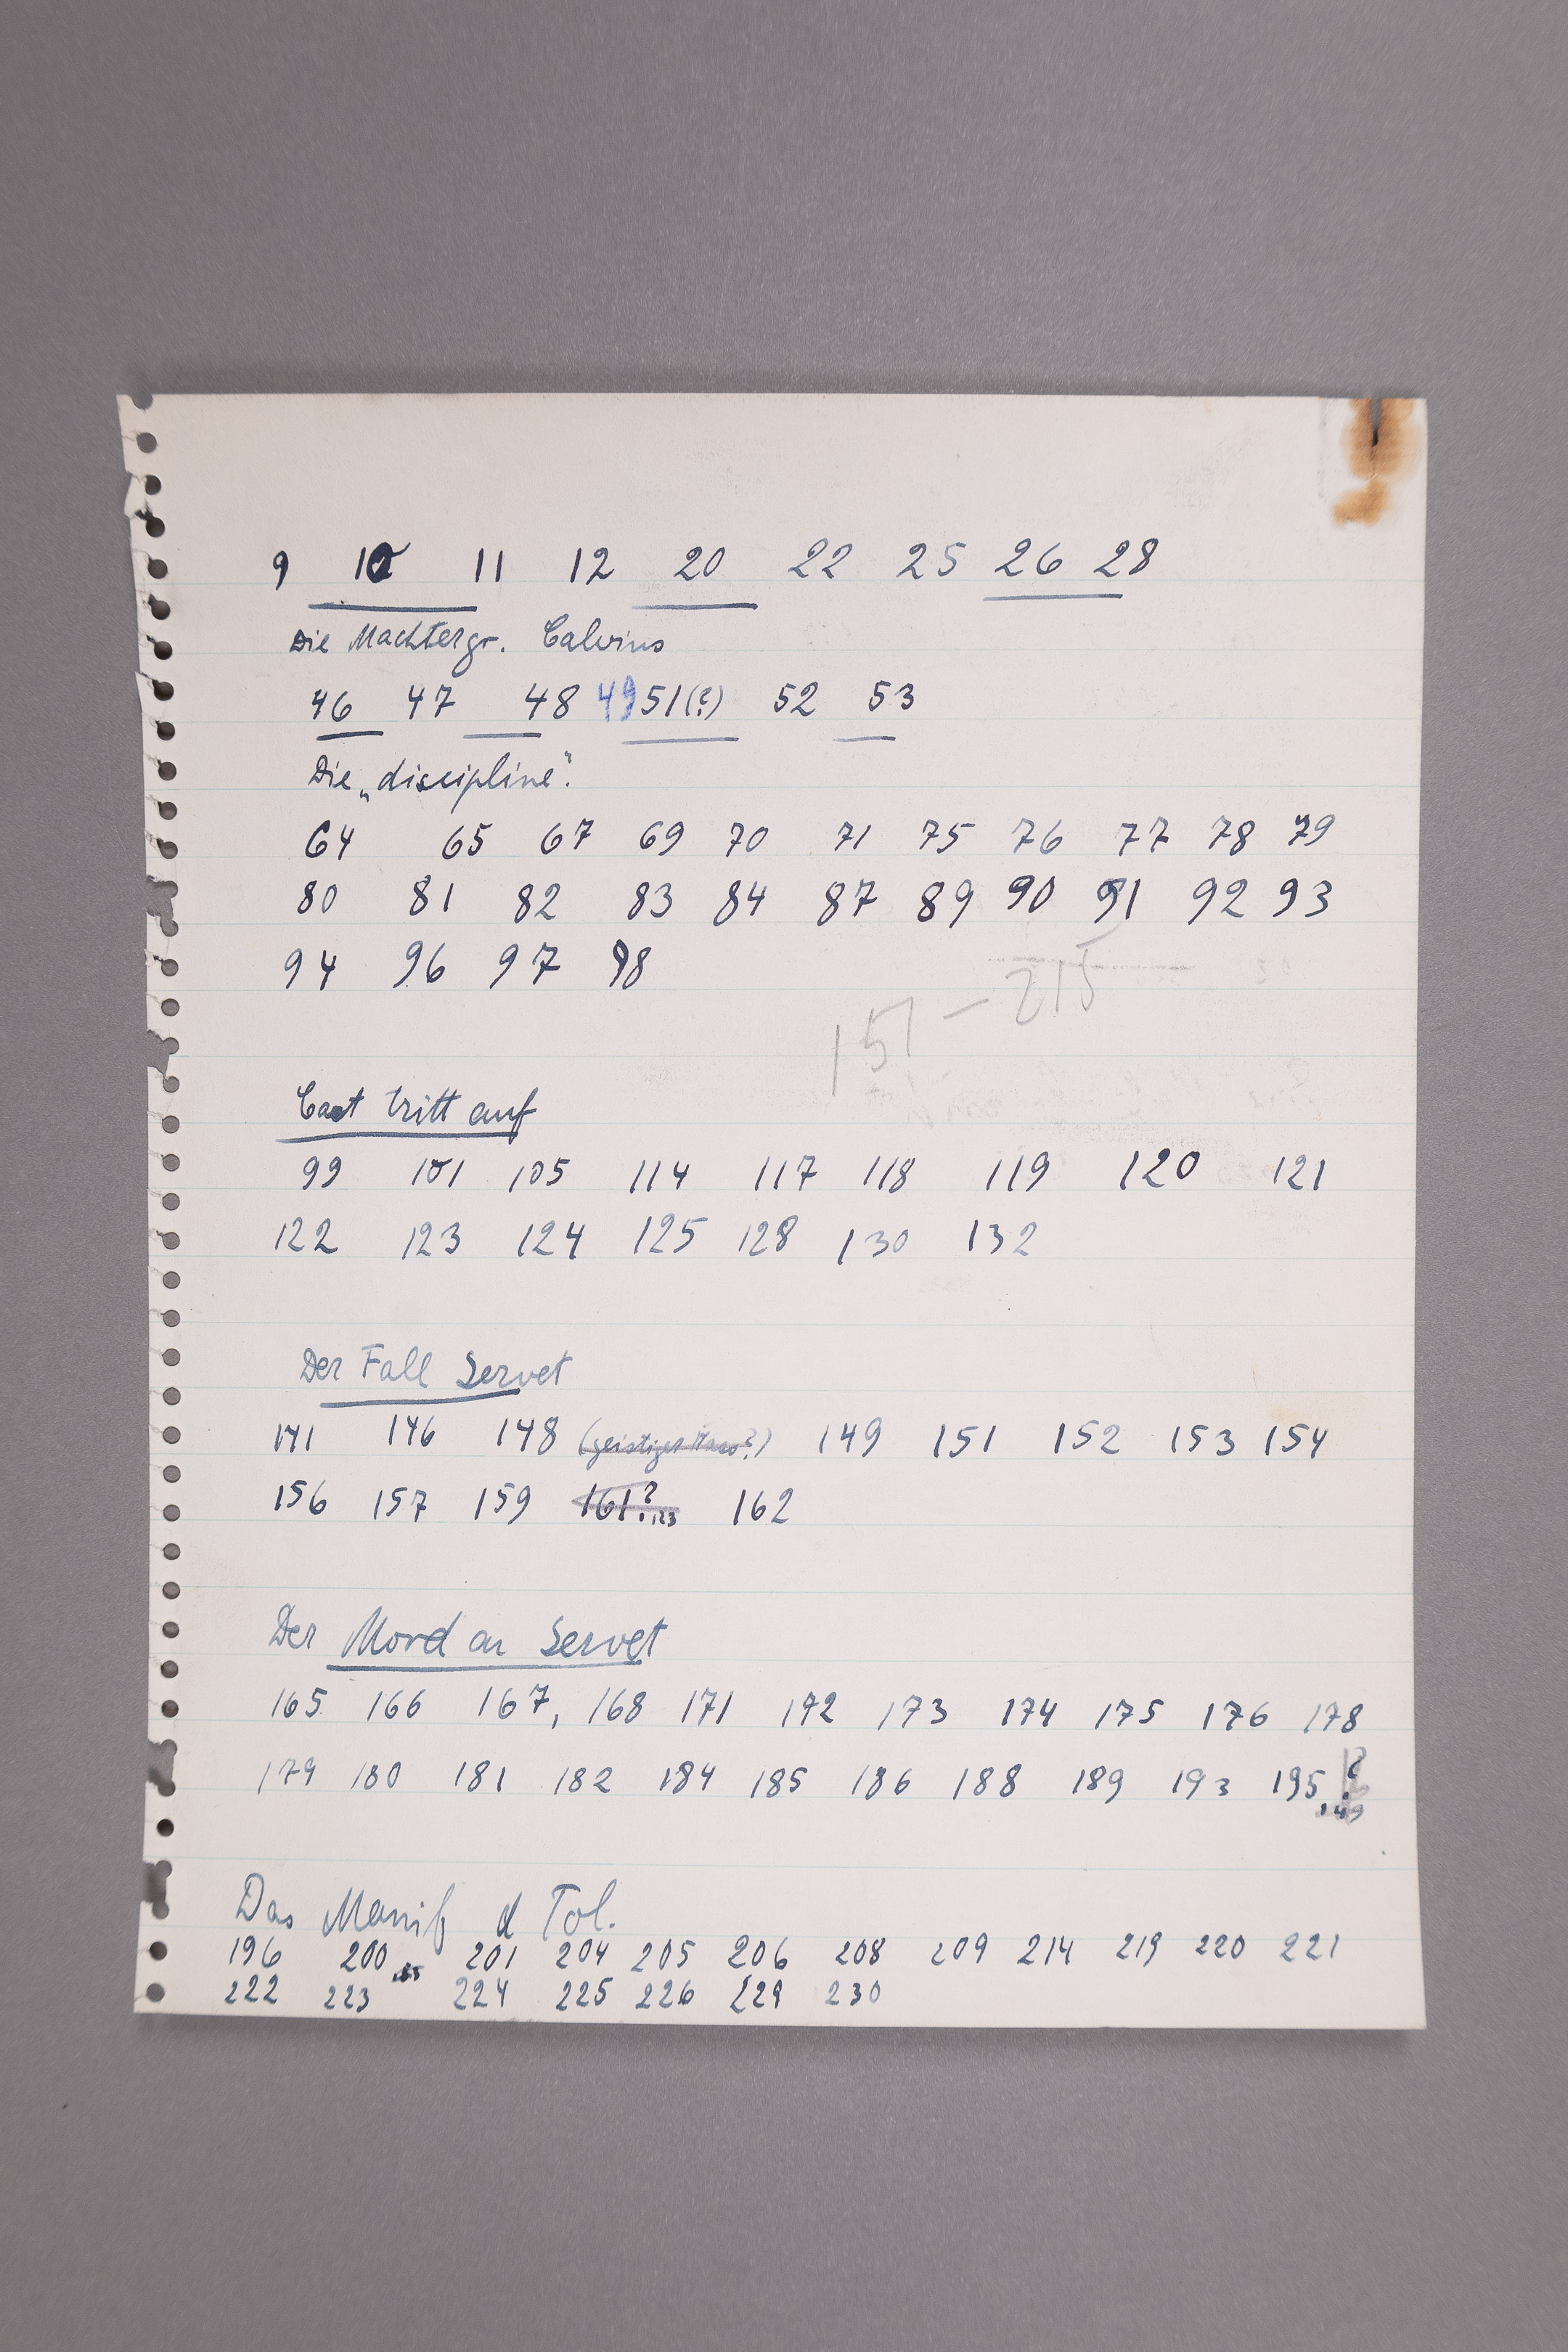 9 10 11 12 20 22 25 26 28
Die Machtergr. Calvins
46 47 48 49 51(?) 52 53
Die „discipline".
64 65 67 69 70 71 75 76 77 78 79
80 81 82 83 84 87 89 90 91 92 93
94 96 97 98
151 – 215
Cast tritt auf
99 101 105 114 117 118 119 120 121
122 123 124 125 128 130 132
Der Fall Servet
141 146 148 (geistiger ?) 149 151 152 153 154
156 157 159 161? 162
Der Mord an Servet
165 166 167, 168 171 172 173 174 175 176 178
179 180 181 182 184 185 186 188 189 193 195 ?
Das Manif d Tol.
196 200 201 204 205 206 208 209 214 219 220 221
222 223 224 225 226 229 230